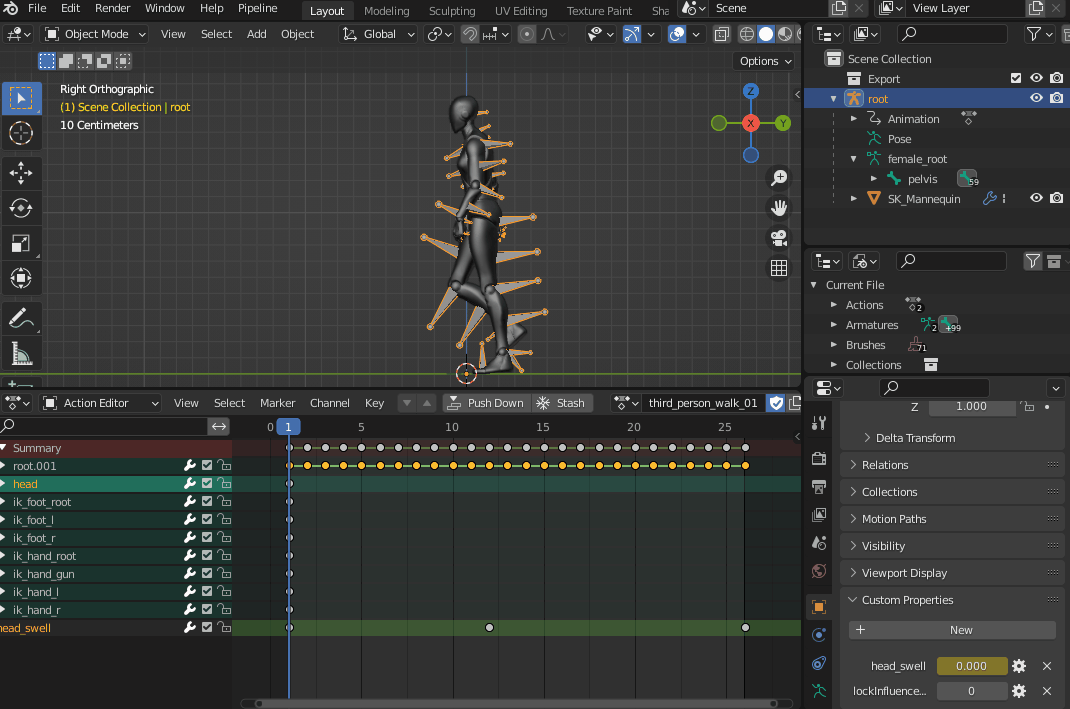 File Edit Render Window Help Pipeline Layout Modeling Sculpting UV Editing Texture Paint Sha Scene View Layer
Object Mode View Select Add Object Global
Options
Right Orthographic
(1) Scene Collection | root
10 Centimeters
Z
X
Y
Scene Collection
Export
root
Animation
Pose
female_root
pelvis 59
SK_Mannequin
Current File
Actions 2
Armatures 2 +99
Brushes 71
Collections
Action Editor View Select Marker Channel Key Push Down Stash third_person_walk_01
0 1 5 10 15 20 25
Summary
root.001
head
ik_foot_root
ik_foot_l
ik_foot_r
ik_hand_root
ik_hand_gun
ik_hand_l
ik_hand_r
head_swell
Z 1.000
Delta Transform
Relations
Collections
Motion Paths
Visibility
Viewport Display
Custom Properties
New
head_swell 0.000
lockInfluence... 0